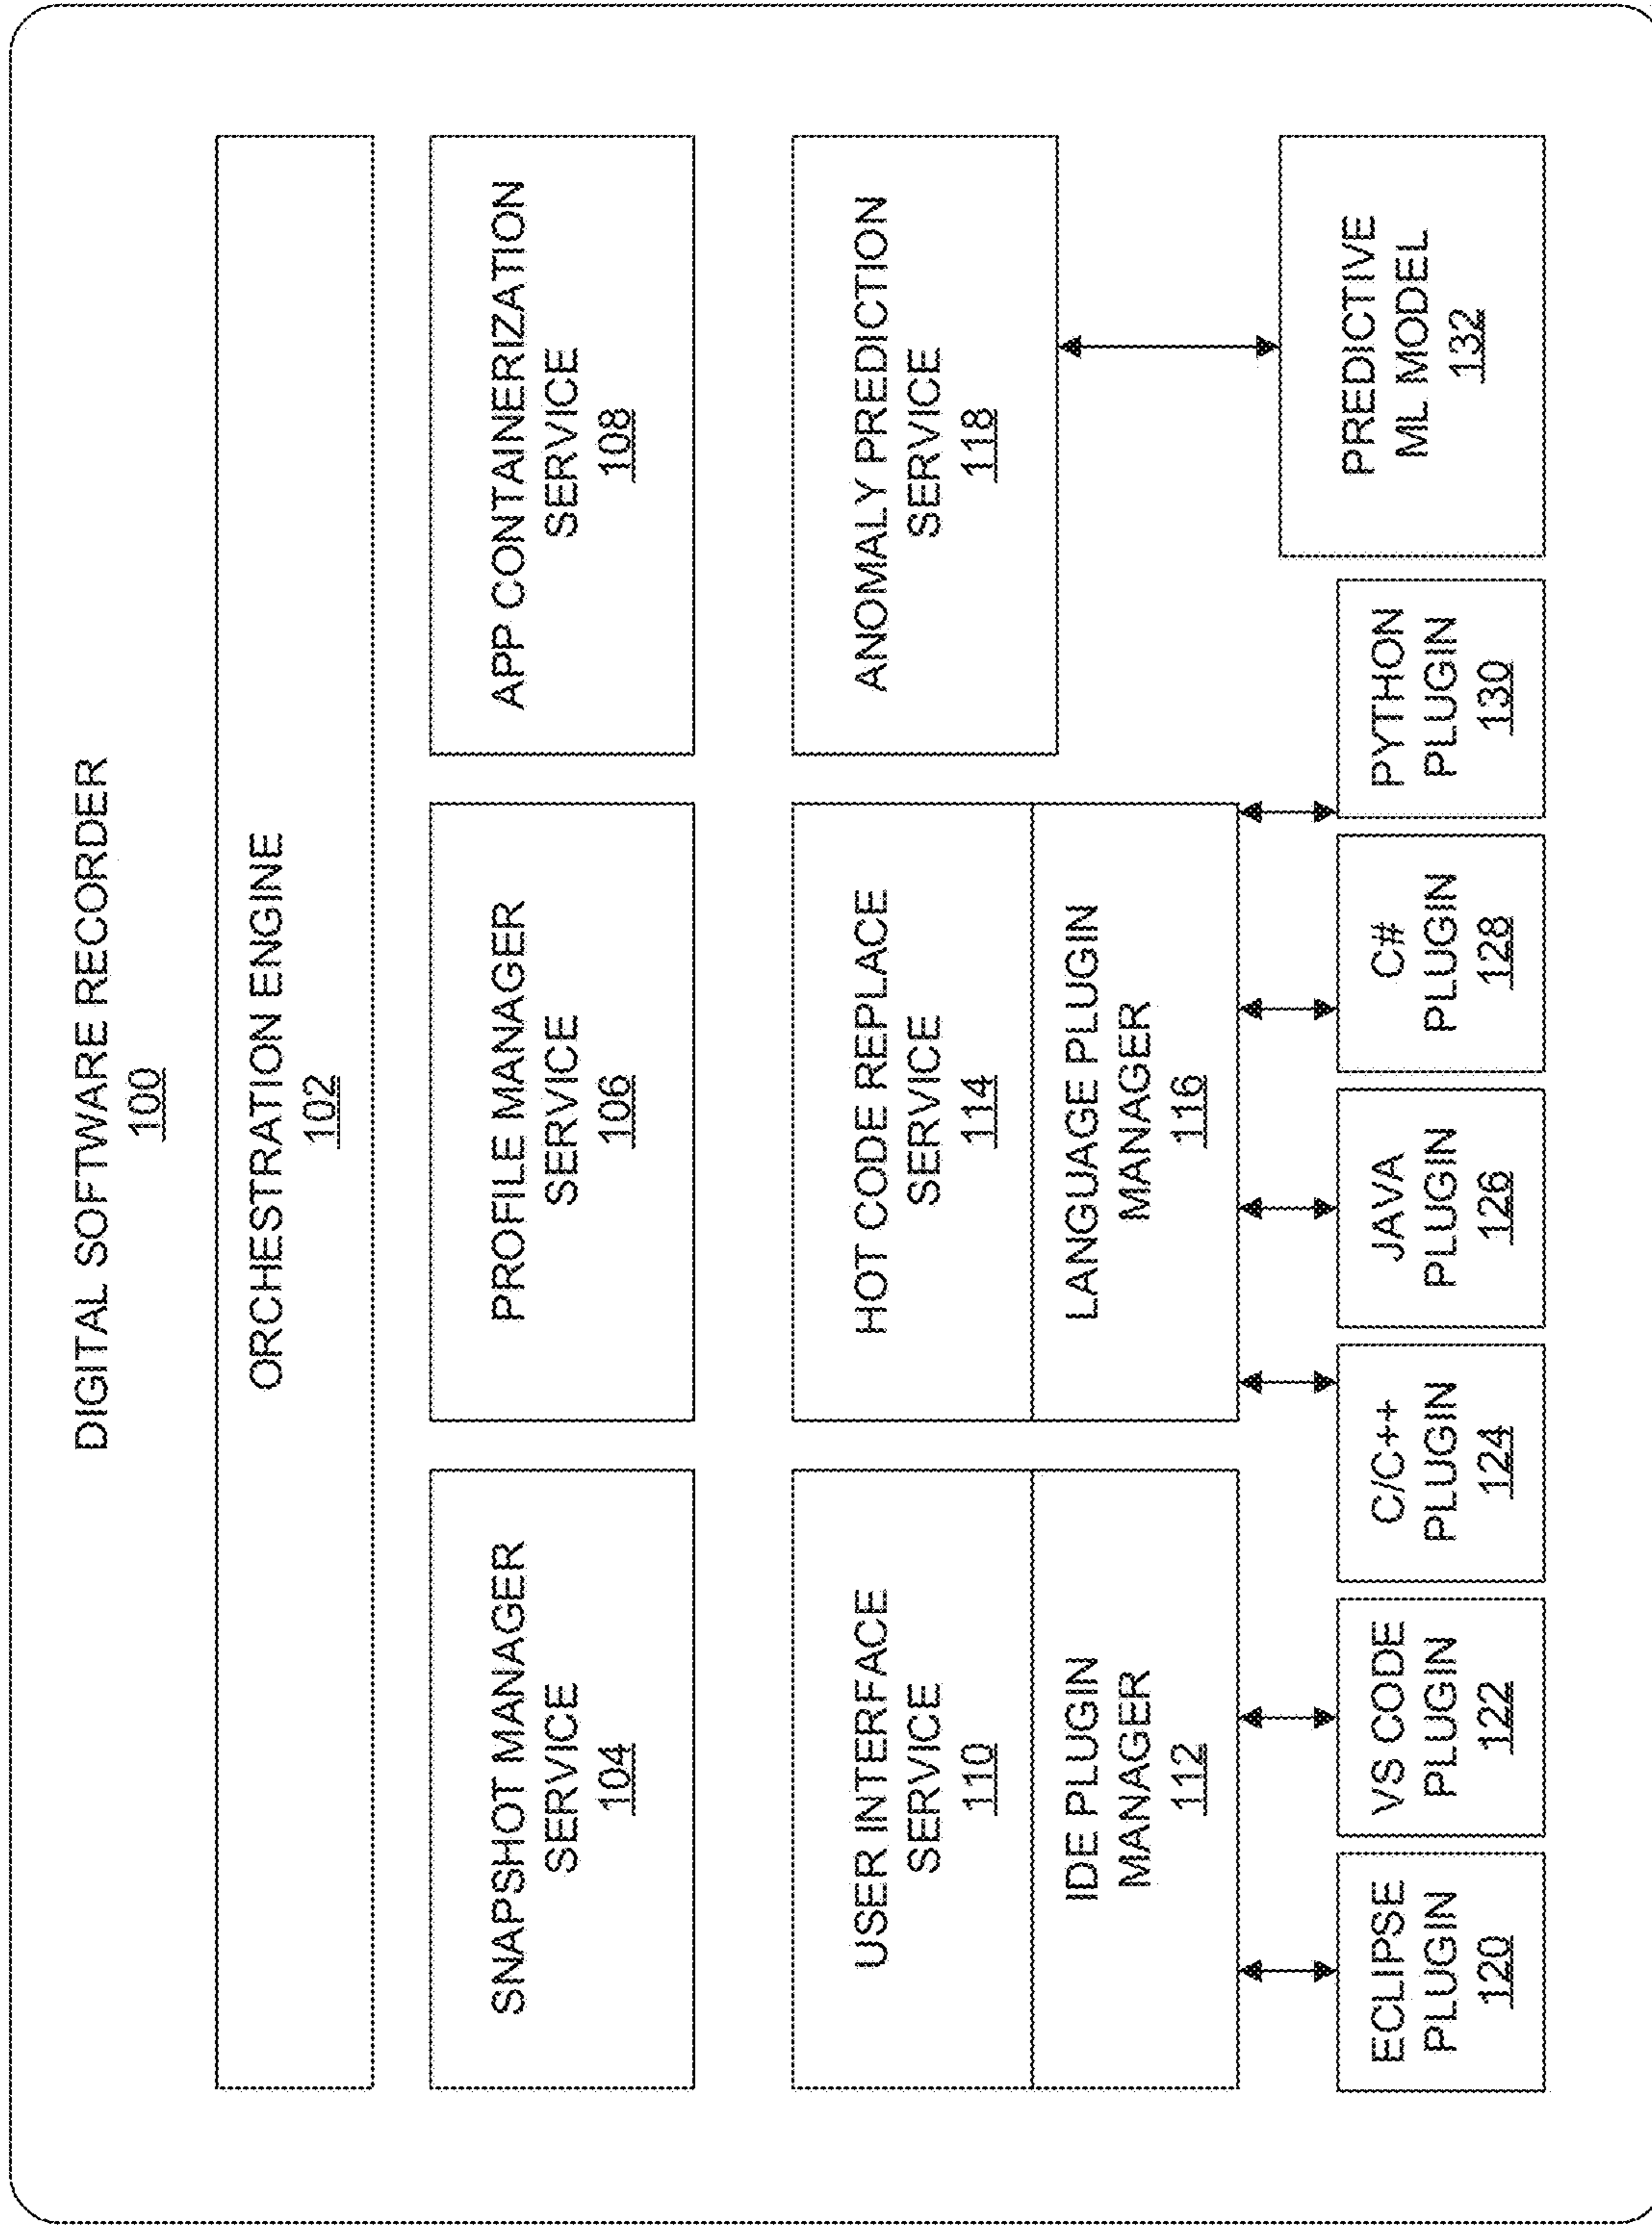 DIGITAL SOFTWARE RECORDER
100
ORCHESTRATION ENGINE
102
SNAPSHOT MANAGER
SERVICE
104
PROFILE MANAGER
SERVICE
106
APP CONTAINERIZATION
SERVICE
108
USER INTERFACE
SERVICE
110
IDE PLUGIN
MANAGER
112
HOT CODE REPLACE
SERVICE
114
LANGUAGE PLUGIN
MANAGER
116
ANOMALY PREDICTION
SERVICE
118
ECLIPSE
PLUGIN
120
VS CODE
PLUGIN
122
C/C++
PLUGIN
124
JAVA
PLUGIN
126
C#
PLUGIN
128
PYTHON
PLUGIN
130
PREDICTIVE
ML MODEL
132